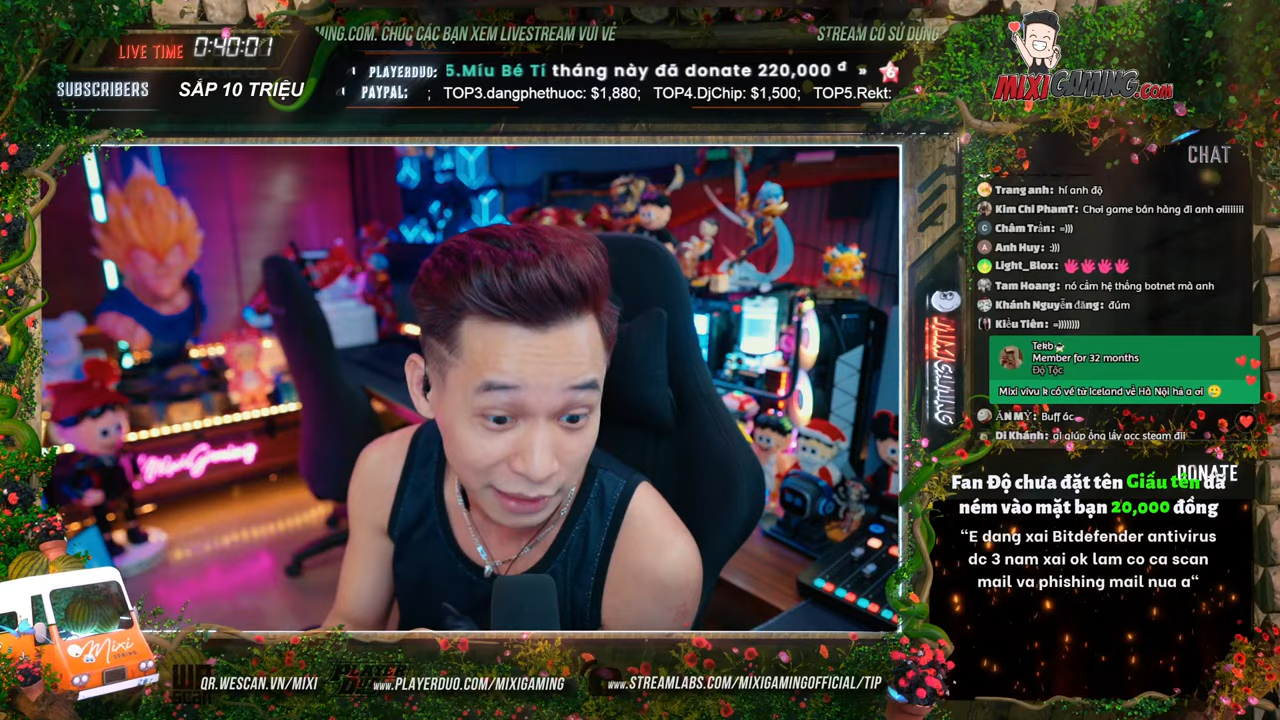 LIVE TIME 0:40:01
MING.COM. CHÚC CÁC BẠN XEM LIVESTREAM VUI VẺ STREAM CÓ SỬ DỤNG
SUBSCRIBERS SẮP 10 TRIỆU
PLAYERDUO: 5.Míu Bé Tí tháng này đã donate 220,000 đ » 6
PAYPAL: ; TOP3.dangphethuoc: $1,880; TOP4.DjChip: $1,500; TOP5.Rekt:
MIXIGAMING.COM
CHAT
Trang anh: hí anh độ
Kim Chi PhamT: Chơi game bán hàng đi anh ơiiiiiiii
Châm Trần: =)))
Anh Huy: :)))
Light_Blox: 👋👋👋👋
Tam Hoang: nó cắm hệ thống botnet mà anh
Khánh Nguyễn đăng: đúm
Kiều Tiên: =))))))))
Tekb
Member for 32 months
Độ Tộc
Mixi vivu k có vé từ Iceland về Hà Nội há a ơi 🥲
ÂN MỸ: Buff ác
Di Khánh: ai giúp ổng lấy acc steam đii
DONATE
Fan Độ chưa đặt tên Giấu tên đã
ném vào mặt bạn 20,000 đồng
“E dang xai Bitdefender antivirus
dc 3 nam xai ok lam co ca scan
mail va phishing mail nua a“
MixiGaming
Mixi
QR.WESCAN.VN/MIXI
WWW.PLAYERDUO.COM/MIXIGAMING
WWW.STREAMLABS.COM/MIXIGAMINGOFFICIAL/TIP